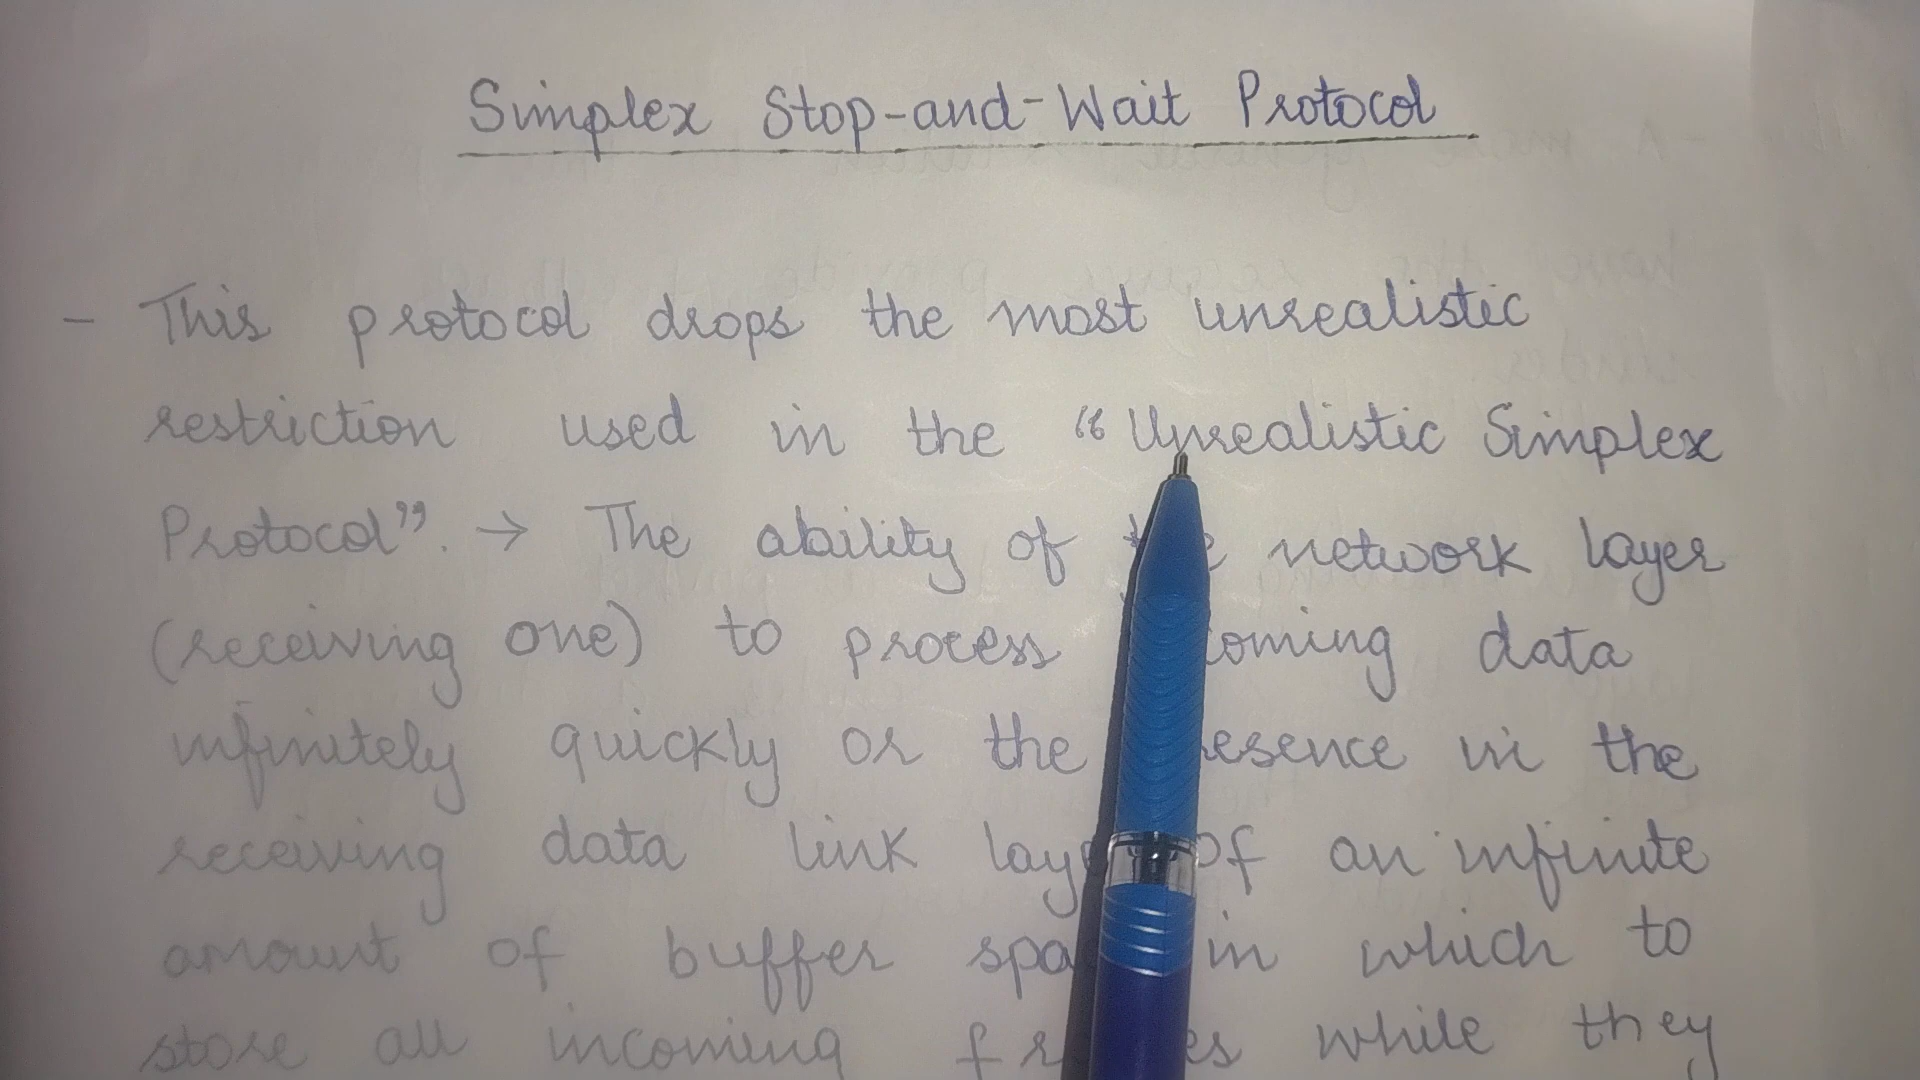 Simplex Stop-and-Wait Protocol
- This protocol drops the most unrealistic
restriction used in the "Unrealistic Simplex
Protocol". → The ability of network layer
(receiving one) to process data
infinitely quickly or the in the
receiving data link of an infinite
amount of buffer in which to
store all incoming while they